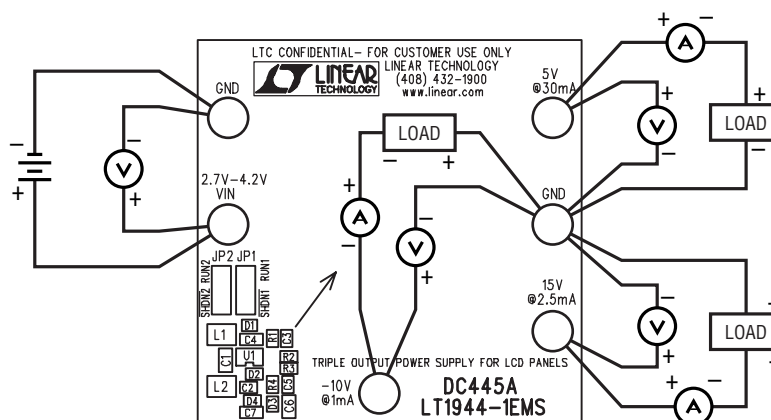 LTC CONFIDENTIAL– FOR CUSTOMER USE ONLY
LINEAR TECHNOLOGY
LINEAR TECHNOLOGY
(408) 432-1900
www.linear.com
GND
5V
@30mA
A
V
LOAD
LOAD
V
2.7V–4.2V
VIN
A
V
GND
JP2 JP1
SHDN2 RUN2
SHDN1 RUN1
15V
@2.5mA
V
LOAD
A
L1
D1
C4
R1
C3
C1
U1
R2
R3
D2
L2
C2
R4
C5
D4
D3
C6
C7
TRIPLE OUTPUT POWER SUPPLY FOR LCD PANELS
–10V
@1mA
DC445A
LT1944–1EMS